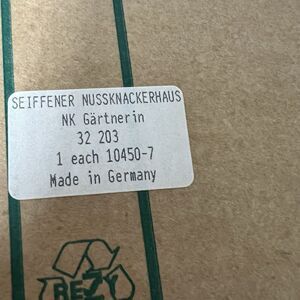 SEIFFENER NUSSKNACKERHAUS
NK Gärtnerin
32 203
1 each 10450-7
Made in Germany
REZY